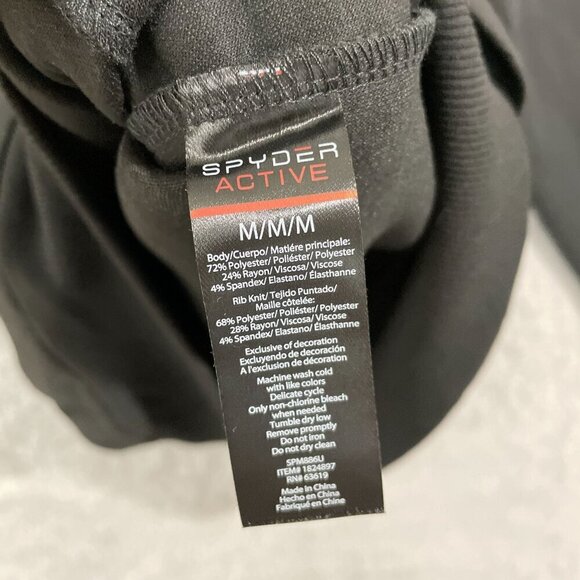 SPYDER
ACTIVE
M/M/M
Body/Cuerpo/ Matiére principale:
72% Polyester/ Poliéster/ Polyester
24% Rayon/ Viscosa/ Viscose
4% Spandex/ Elastano/ Élasthanne
Rib Knit/ Tejido Puntado/
Maille côtelée:
68% Polyester/ Poliéster/ Polyester
28% Rayon/ Viscosa/ Viscose
4% Spandex/ Elastano/ Élasthanne
Exclusive of decoration
Excluyendo de decoración
A l'exclusion de décoration
Machine wash cold
with like colors
Delicate cycle
Only non-chlorine bleach
when needed
Tumble dry low
Remove promptly
Do not iron
Do not dry clean
SPM886U
ITEM# 1824897
RN# 63619
Made in China
Hecho en China
Fabriqué en Chine